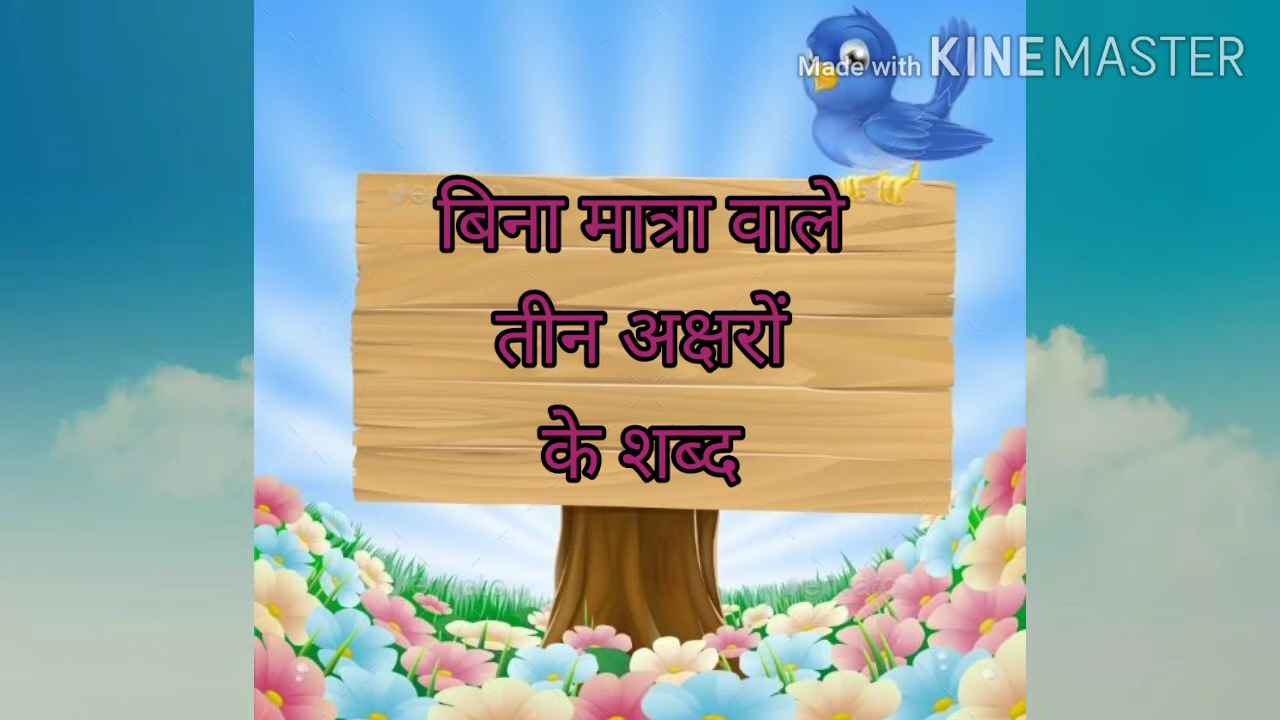 Made with KINEMASTER
बिना मात्रा वाले
तीन अक्षरों
के शब्द